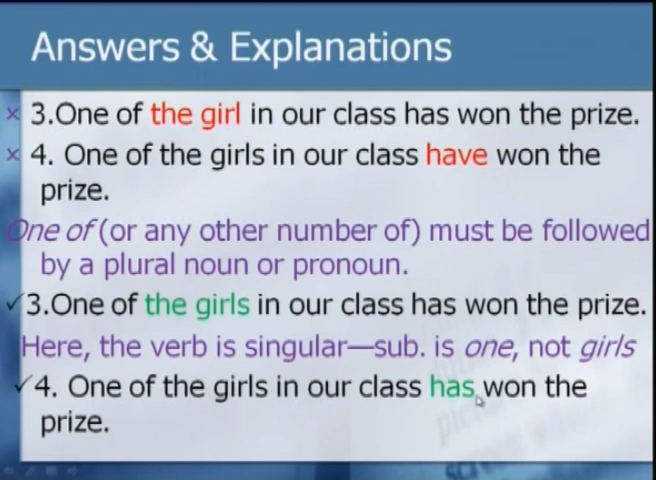 Answers & Explanations
× 3.One of the girl in our class has won the prize.
× 4. One of the girls in our class have won the
prize.
One of (or any other number of) must be followed
by a plural noun or pronoun.
✓3.One of the girls in our class has won the prize.
Here, the verb is singular—sub. is one, not girls
✓4. One of the girls in our class has won the
prize.